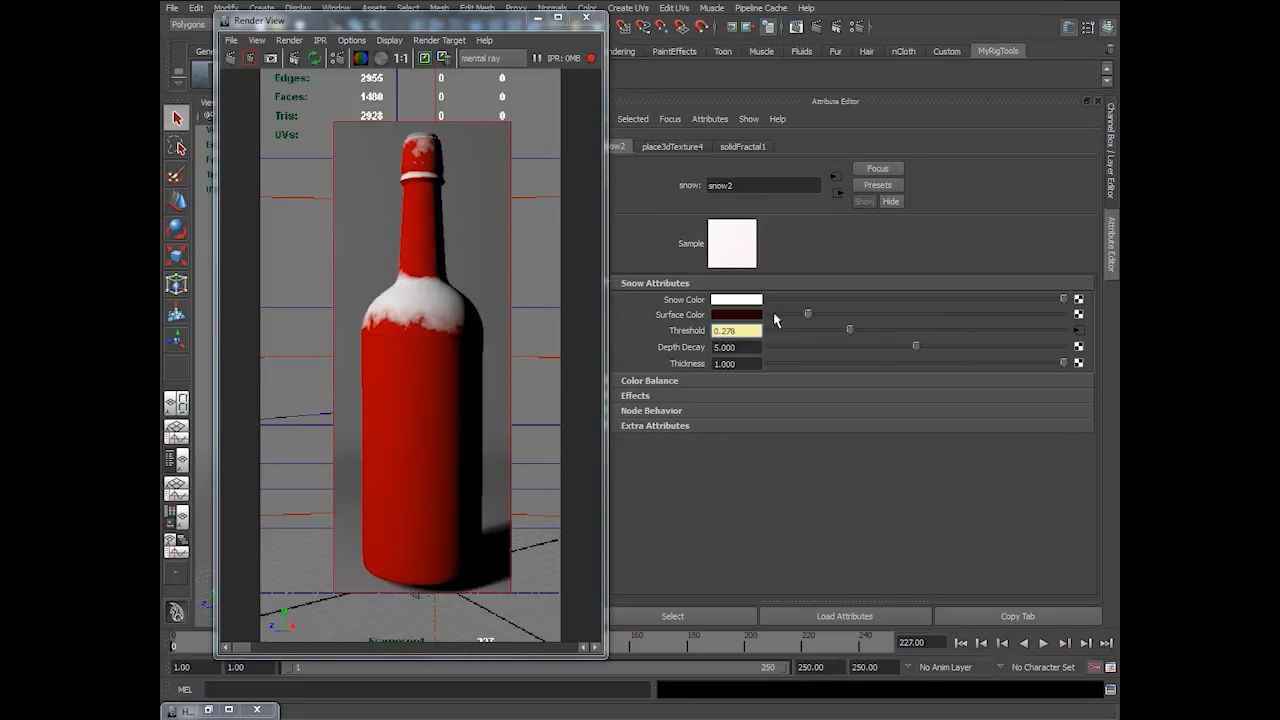 Create Modify Create Display Window Assets Select Mesh Edit Mesh Proxy Normals Color Create UVs Edit UVs Muscle Pipeline Cache Help
Render View
Polygons
File View Render IPR Options Display Render Target Help
PaintEffects Toon Muscle Fluids Fur Hair nCloth Custom MyRigTools
1:1 mental ray IPR: 0MB
Edges: 2955 0 0
Faces: 1480 0 0
Tris: 2928 0 0
UVs:
Attribute Editor
Selected Focus Attributes Show Help
place3dTexture4 solidFractal1
Focus
snow: snow2 Presets
Show Hide
Sample
Snow Attributes
Snow Color
Surface Color
Threshold 0.278
Depth Decay 5.000
Thickness 1.000
Color Balance
Effects
Node Behavior
Extra Attributes
Channel Box / Layer Editor
Attribute Editor
Select Load Attributes Copy Tab
227
0 160 180 200 220 240 227.00
1.00 1.00 1 250 250.00 250.00 No Anim Layer No Character Set
MEL
H...